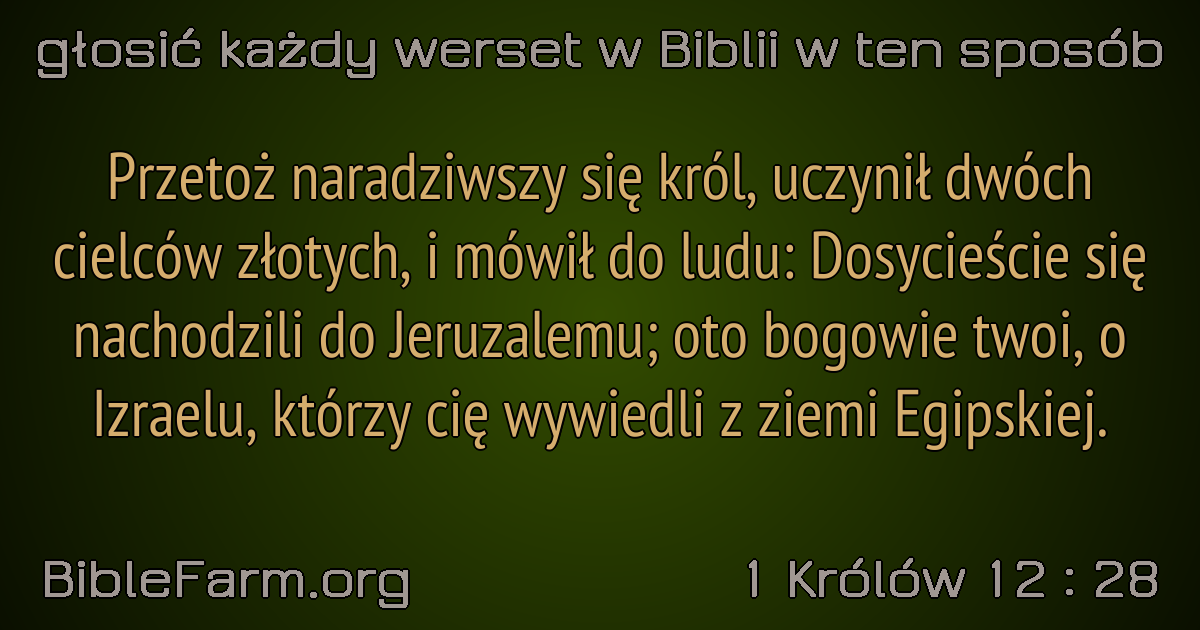 głosić każdy werset w Biblii w ten sposób
Przetoż naradziwszy się król, uczynił dwóch
cielców złotych, i mówił do ludu: Dosycieście się
nachodzili do Jeruzalemu; oto bogowie twoi, o
Izraelu, którzy cię wywiedli z ziemi Egipskiej.
BibleFarm.org
1 Królów 12 : 28